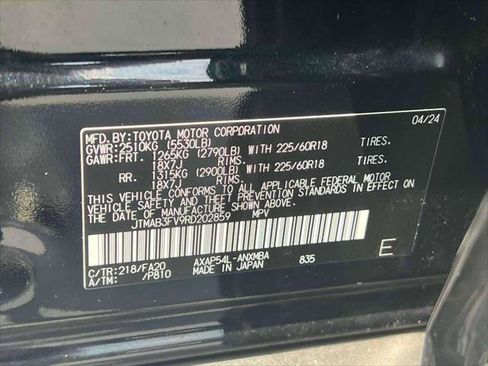 MFD.BY:TOYOTA MOTOR CORPORATION 04/24
GVWR:2510KG (5530LB)
GAWR:FRT. 1265KG (2790LB) WITH 225/60R18 TIRES.
18X7J RIMS.
RR. 1315KG (2900LB) WITH 225/60R18 TIRES.
18X7J RIMS.
THIS VEHICLE CONFORMS TO ALL APPLICABLE FEDERAL MOTOR
VEHICLE SAFETY AND THEFT PREVENTION STANDARDS IN EFFECT ON
THE DATE OF MANUFACTURE SHOWN ABOVE.
JTMAB3FV9RD202859 MPV
C/TR:218/FA20 AXAP54L-ANXMBA 835 E
A/TM: /P810 MADE IN JAPAN